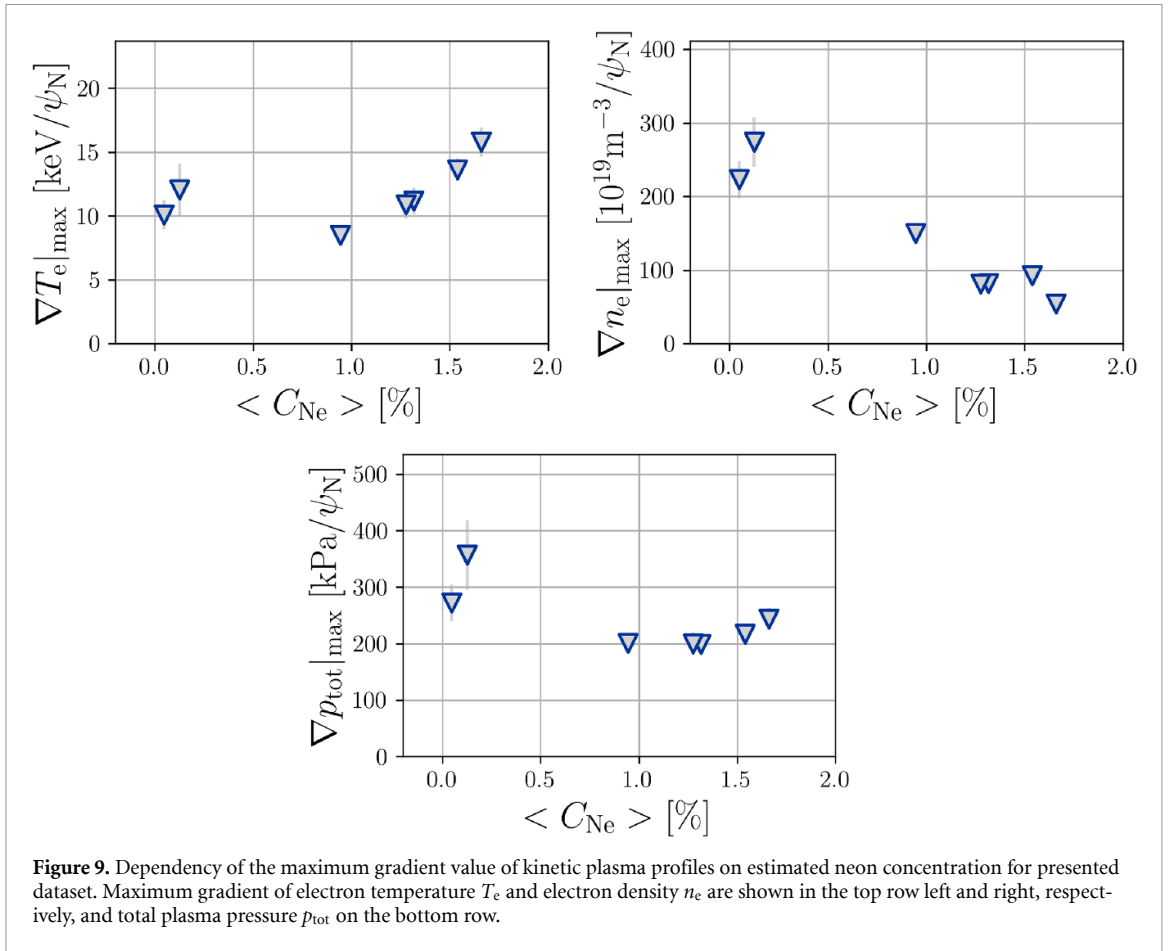 ∇T_e|max [keV/ψ_N]
20
15
10
5
0
0.0 0.5 1.0 1.5 2.0
< C_Ne > [%]
∇n_e|max [10^19 m^−3/ψ_N]
400
300
200
100
0
0.0 0.5 1.0 1.5 2.0
< C_Ne > [%]
∇p_tot|max [kPa/ψ_N]
500
400
300
200
100
0
0.0 0.5 1.0 1.5 2.0
< C_Ne > [%]
Figure 9. Dependency of the maximum gradient value of kinetic plasma profiles on estimated neon concentration for presented
dataset. Maximum gradient of electron temperature T_e and electron density n_e are shown in the top row left and right, respect-
ively, and total plasma pressure p_tot on the bottom row.